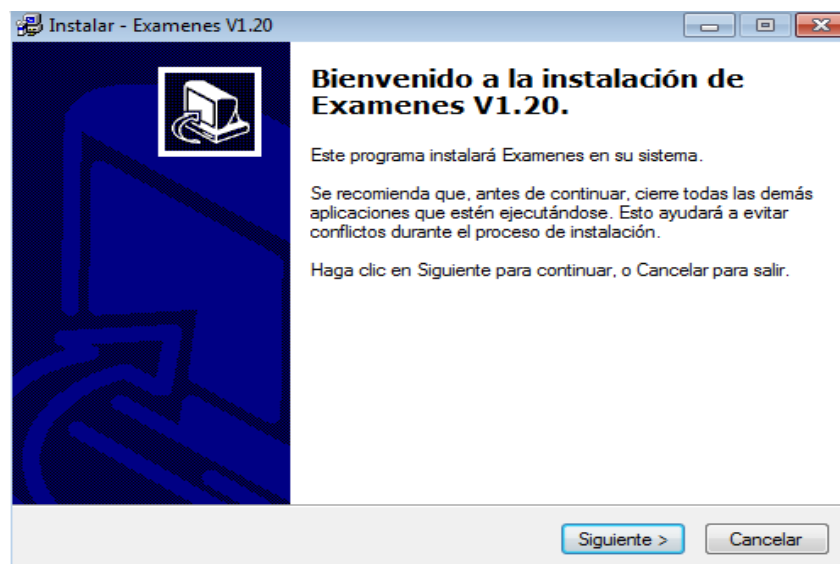 Instalar - Examenes V1.20
Bienvenido a la instalación de
Examenes V1.20.
Este programa instalará Examenes en su sistema.
Se recomienda que, antes de continuar, cierre todas las demás
aplicaciones que estén ejecutándose. Esto ayudará a evitar
conflictos durante el proceso de instalación.
Haga clic en Siguiente para continuar, o Cancelar para salir.
Siguiente >
Cancelar